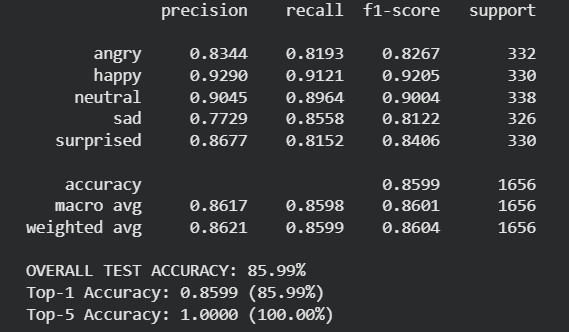 precision recall f1-score support
angry 0.8344 0.8193 0.8267 332
happy 0.9290 0.9121 0.9205 330
neutral 0.9045 0.8964 0.9004 338
sad 0.7729 0.8558 0.8122 326
surprised 0.8677 0.8152 0.8406 330
accuracy 0.8599 1656
macro avg 0.8617 0.8598 0.8601 1656
weighted avg 0.8621 0.8599 0.8604 1656
OVERALL TEST ACCURACY: 85.99%
Top-1 Accuracy: 0.8599 (85.99%)
Top-5 Accuracy: 1.0000 (100.00%)